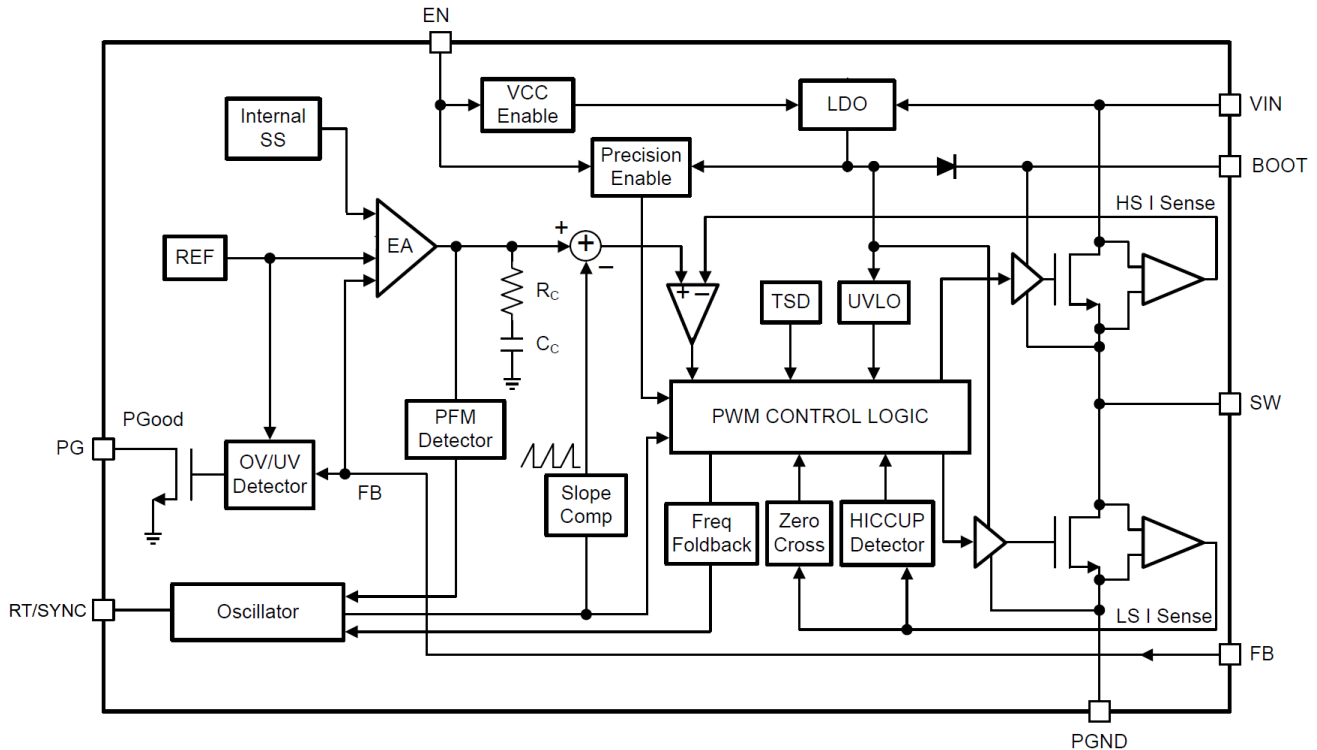 EN
VCC
Enable
LDO
VIN
Internal
SS
Precision
Enable
BOOT
HS I Sense
REF
EA
+
+
−
+ −
RC
CC
TSD
UVLO
PWM CONTROL LOGIC
SW
PGood
PG
OV/UV
Detector
FB
PFM
Detector
Slope
Comp
Freq
Foldback
Zero
Cross
HICCUP
Detector
RT/SYNC
Oscillator
LS I Sense
FB
PGND